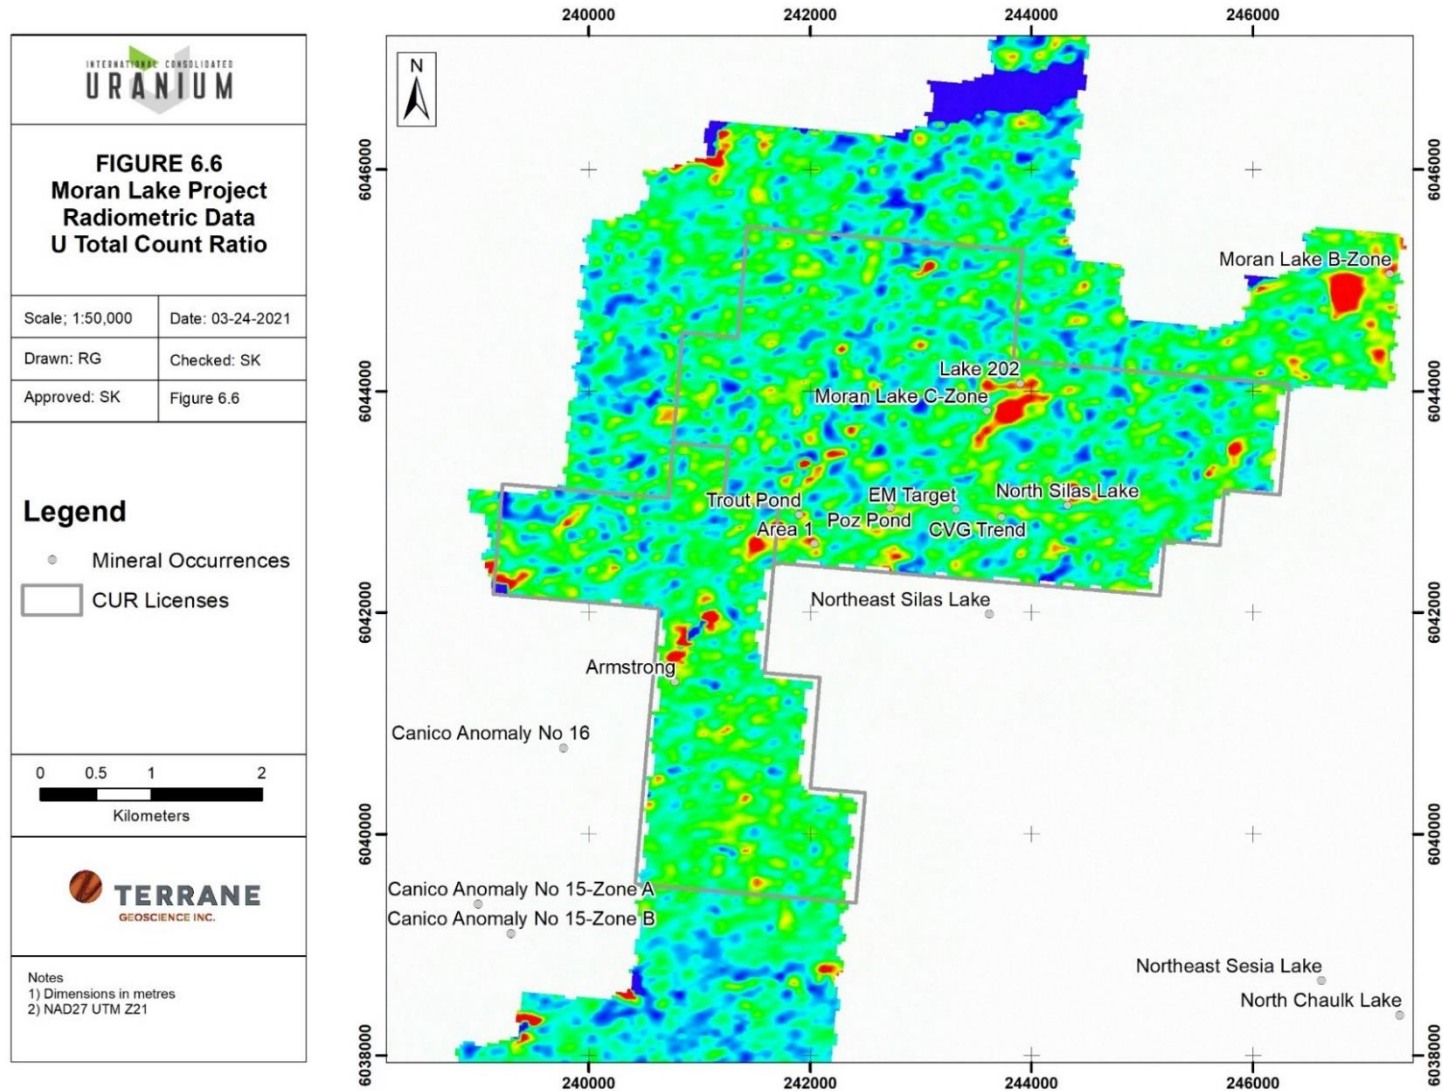 INTERNATIONAL CONSOLIDATED
URANIUM
FIGURE 6.6
Moran Lake Project
Radiometric Data
U Total Count Ratio
Scale; 1:50,000
Date: 03-24-2021
Drawn: RG
Checked: SK
Approved: SK
Figure 6.6
Legend
Mineral Occurrences
CUR Licenses
0 0.5 1 2
Kilometers
TERRANE
GEOSCIENCE INC.
Notes
1) Dimensions in metres
2) NAD27 UTM Z21
240000 242000 244000 246000
N
6046000 6046000
Moran Lake B-Zone
Lake 202
6044000 6044000
Moran Lake C-Zone
North Silas Lake
EM Target
Trout Pond
Poz Pond
Area 1
CVG Trend
Northeast Silas Lake
6042000 6042000
Armstrong
Canico Anomaly No 16
6040000 6040000
Canico Anomaly No 15-Zone A
Canico Anomaly No 15-Zone B
Northeast Sesia Lake
North Chaulk Lake
6038000 6038000
240000 242000 244000 246000